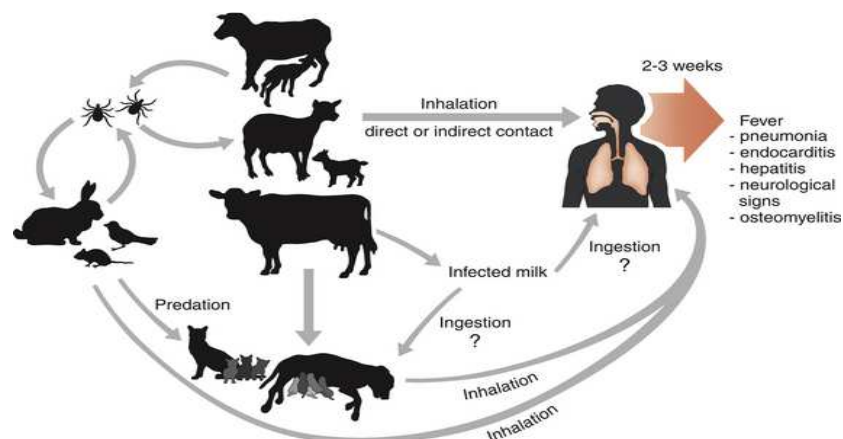 2-3 weeks
Inhalation
direct or indirect contact
Fever
- pneumonia
- endocarditis
- hepatitis
- neurological
signs
- osteomyelitis
Ingestion
?
Infected milk
Predation
Ingestion
?
Inhalation
Inhalation